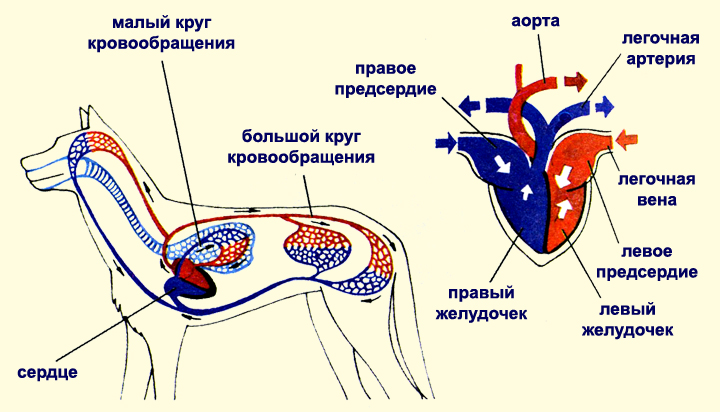 малый круг
кровообращения
большой круг
кровообращения
сердце
аорта
легочная
артерия
правое
предсердие
легочная
вена
левое
предсердие
правый
желудочек
левый
желудочек